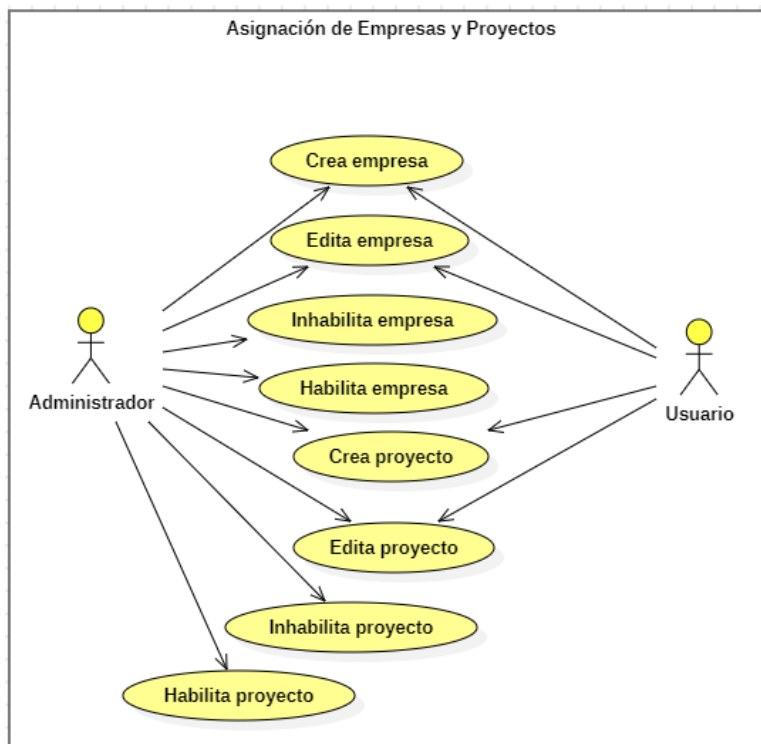 Asignación de Empresas y Proyectos
Crea empresa
Edita empresa
Inhabilita empresa
Habilita empresa
Administrador
Usuario
Crea proyecto
Edita proyecto
Inhabilita proyecto
Habilita proyecto